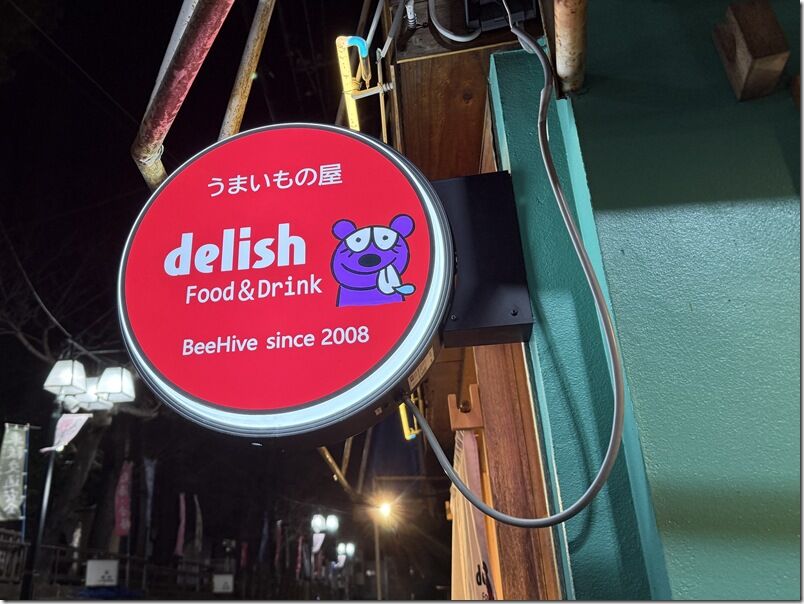 うまいもの屋
delish
Food & Drink
BeeHive since 2008